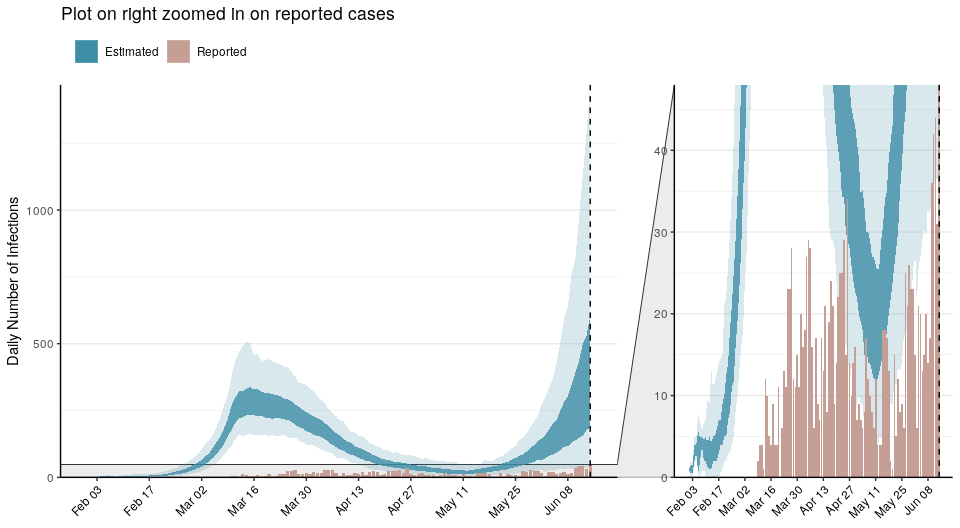 Plot on right zoomed in on reported cases
Estimated Reported
Daily Number of Infections
1000
500
0
Feb 03 Feb 17 Mar 02 Mar 16 Mar 30 Apr 13 Apr 27 May 11 May 25 Jun 08
40
30
20
10
0
Feb 03 Feb 17 Mar 02 Mar 16 Mar 30 Apr 13 Apr 27 May 11 May 25 Jun 08